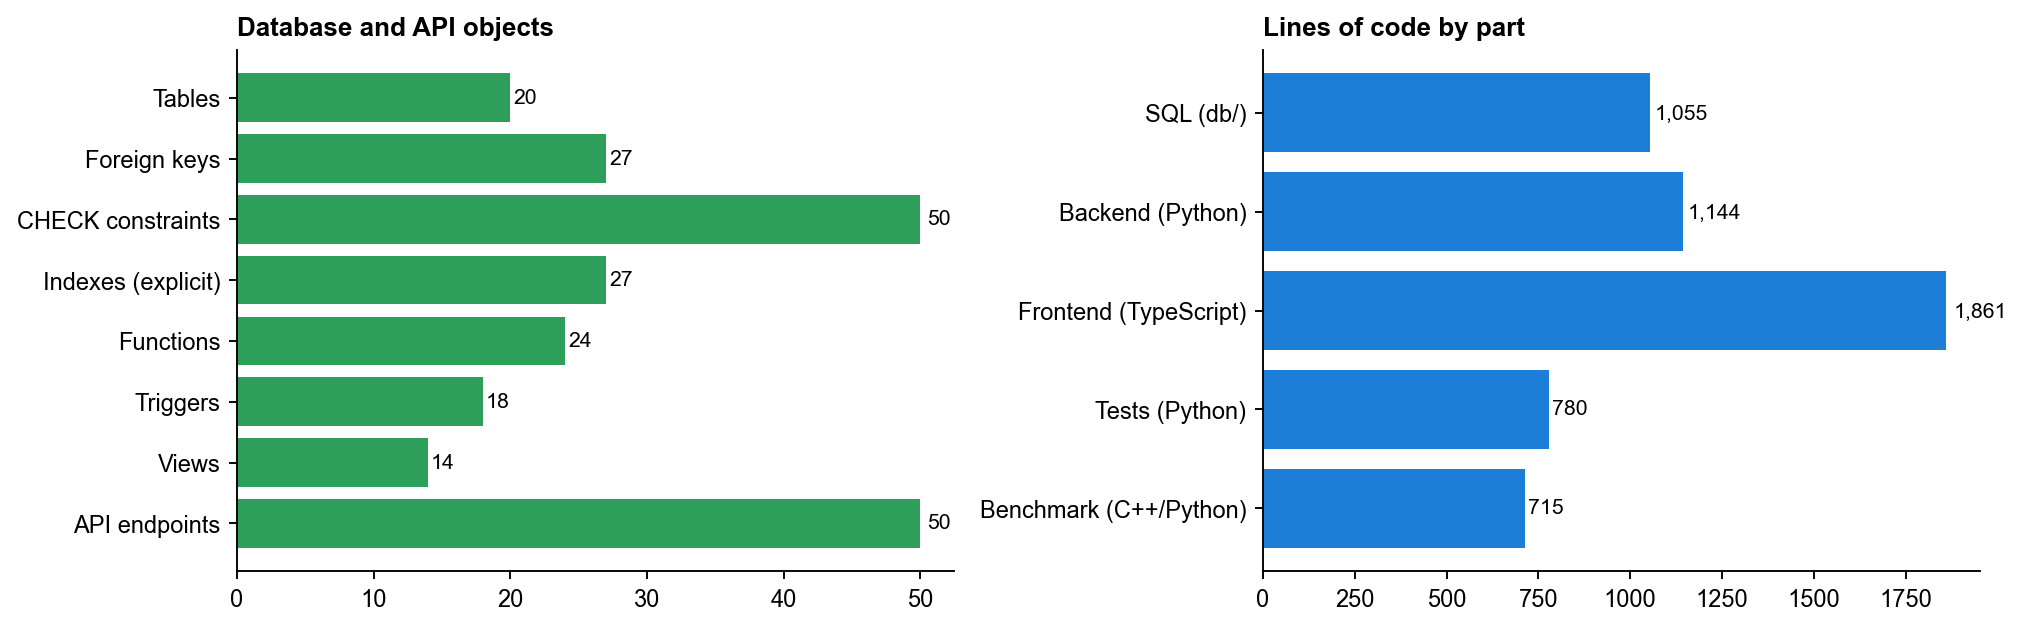 Database and API objects
Tables
20
Foreign keys
27
CHECK constraints
50
Indexes (explicit)
27
Functions
24
Triggers
18
Views
14
API endpoints
50
0 10 20 30 40 50
Lines of code by part
SQL (db/)
1,055
Backend (Python)
1,144
Frontend (TypeScript)
1,861
Tests (Python)
780
Benchmark (C++/Python)
715
0 250 500 750 1000 1250 1500 1750